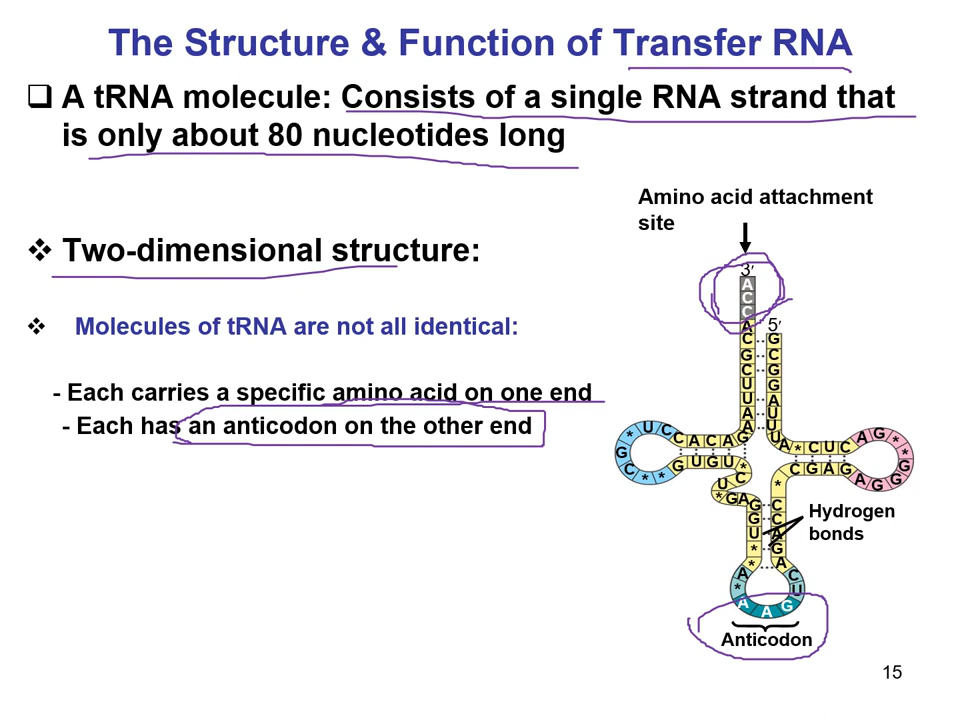 The Structure & Function of Transfer RNA
❑ A tRNA molecule: Consists of a single RNA strand that
is only about 80 nucleotides long
Amino acid attachment
site
❖ Two-dimensional structure:
3′
A
C
C
A 5′
❖ Molecules of tRNA are not all identical:
C G
G C
C G
U G
U A
- Each carries a specific amino acid on one end
U U
A U
A U
- Each has an anticodon on the other end
* U C C A C A G U A * C U C A G *
G C * * G U G U * C G A G A G G * G
C
U
* G A G * C
G C
Hydrogen
bonds
U A
* G
* A
A C
* U
A A G
Anticodon
15